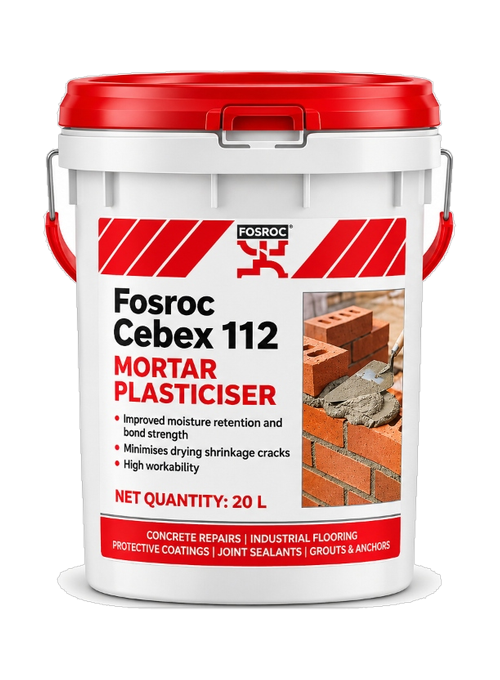 FOSROC®
Fosroc
Cebex 112
MORTAR
PLASTICISER
• Improved moisture retention and
bond strength
• Minimises drying shrinkage cracks
• High workability
NET QUANTITY: 20 L
CONCRETE REPAIRS | INDUSTRIAL FLOORING
PROTECTIVE COATINGS | JOINT SEALANTS | GROUTS & ANCHORS